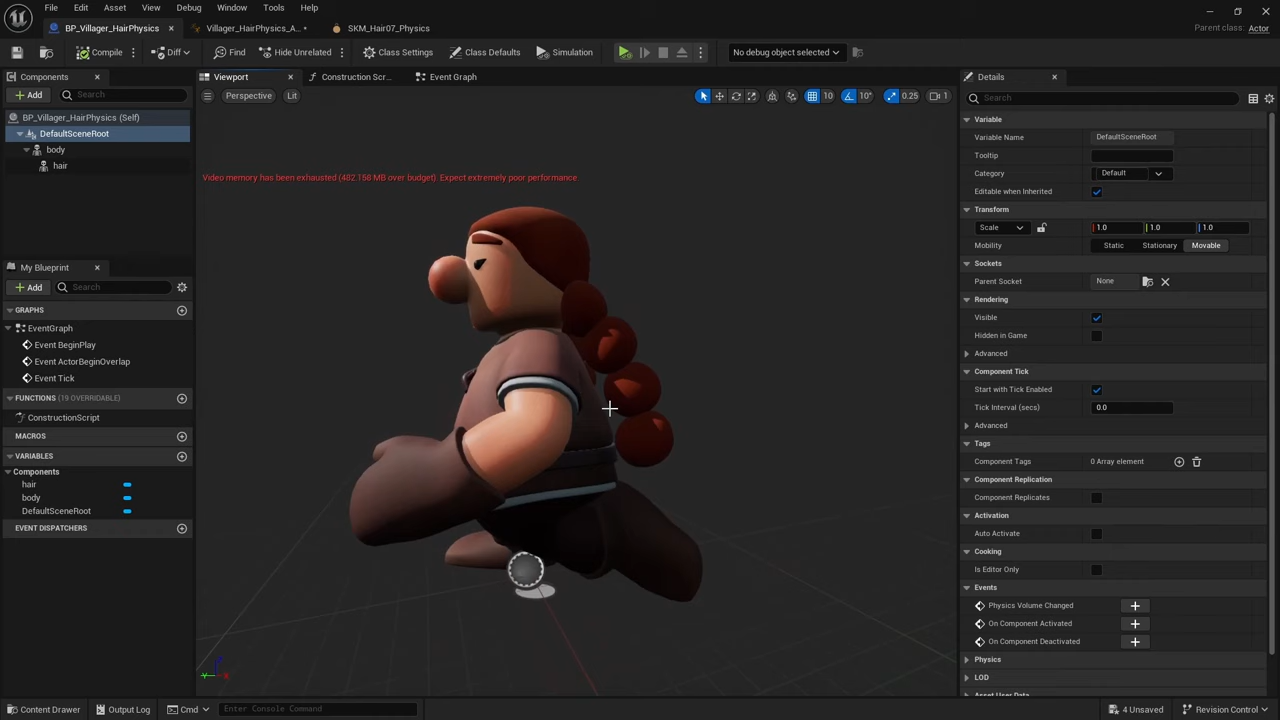 File Edit Asset View Debug Window Tools Help
BP_Villager_HairPhysics Villager_HairPhysics_A... • SKM_Hair07_Physics Parent class: Actor
Compile Diff Find Hide Unrelated Class Settings Class Defaults Simulation No debug object selected
Components Viewport Construction Scr... Event Graph Details
Add Search Perspective Lit 10 10° 0.25 1 Search
BP_Villager_HairPhysics (Self)
DefaultSceneRoot
body
hair
My Blueprint
Add Search
GRAPHS
EventGraph
Event BeginPlay
Event ActorBeginOverlap
Event Tick
FUNCTIONS (19 OVERRIDABLE)
ConstructionScript
MACROS
VARIABLES
Components
hair
body
DefaultSceneRoot
EVENT DISPATCHERS
Video memory has been exhausted (482.158 MB over budget). Expect extremely poor performance.
Variable
Variable Name DefaultSceneRoot
Tooltip
Category Default
Editable when Inherited
Transform
Scale 1.0 1.0 1.0
Mobility Static Stationary Movable
Sockets
Parent Socket None
Rendering
Visible
Hidden in Game
Advanced
Component Tick
Start with Tick Enabled
Tick Interval (secs) 0.0
Advanced
Tags
Component Tags 0 Array element
Component Replication
Component Replicates
Activation
Auto Activate
Cooking
Is Editor Only
Events
Physics Volume Changed
On Component Activated
On Component Deactivated
Physics
LOD
Asset User Data
Content Drawer Output Log Cmd Enter Console Command 4 Unsaved Revision Control